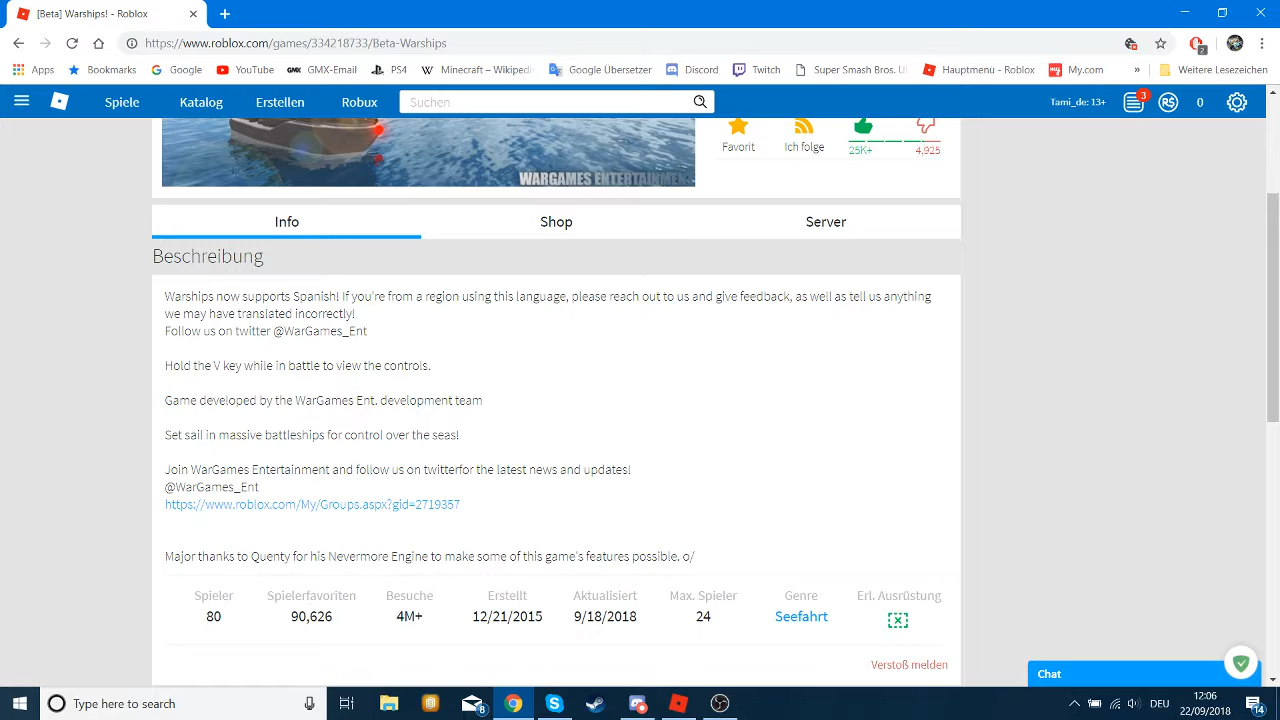 [Beta] Warships! - Roblox
https://www.roblox.com/games/334218733/Beta-Warships
2
Apps Bookmarks Google YouTube GMX GMX-Email PS4 W Minecraft – Wikipedi Google Übersetzer Discord Twitch Super Smash Bros. Ul Hauptmenü - Roblox my My.com » Weitere Lesezeichen
Spiele Katalog Erstellen Robux Suchen Tami_de: 13+ 3 R$ 0
Favorit Ich folge 25K+ 4,925
WARGAMES ENTERTAINMENT
Info Shop Server
Beschreibung
Warships now supports Spanish! If you're from a region using this language, please reach out to us and give feedback, as well as tell us anything
we may have translated incorrectly!
Follow us on twitter @WarGames_Ent
Hold the V key while in battle to view the controls.
Game developed by the WarGames Ent. development team
Set sail in massive battleships for control over the seas!
Join WarGames Entertainment and follow us on twitterfor the latest news and updates!
@WarGames_Ent
https://www.roblox.com/My/Groups.aspx?gid=2719357
Major thanks to Quenty for his Nevermore Engine to make some of this game's features possible. o/
Spieler Spielerfavoriten Besuche Erstellt Aktualisiert Max. Spieler Genre Erl. Ausrüstung
80 90,626 4M+ 12/21/2015 9/18/2018 24 Seefahrt
Verstoß melden
Chat
Type here to search 8 DEU 12:06
22/09/2018 14